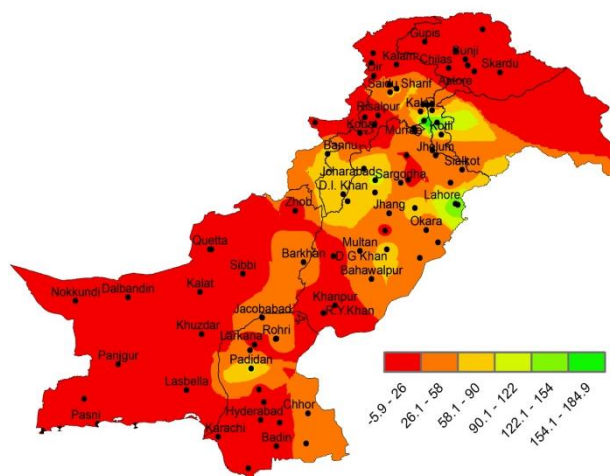 Gupis
Kalam
Chilas
Bunji
Dir
Skardu
Astore
Saidu Sharif
Risalpur
Kakul
Kohat
Murree
Kotli
Bannu
Jhelum
Sialkot
Joharabad
Sargodha
D.I. Khan
Lahore
Zhob
Jhang
Okara
Quetta
Multan
Barkhan
D.G Khan
Sibbi
Bahawalpur
Nokkundi
Dalbandin
Kalat
Khanpur
R.Y.Khan
Jacobabad
Khuzdar
Rohri
Larkana
Panjgur
Padidan
Lasbella
Pasni
Hyderabad
Chhor
Karachi
Badin
-5.9 - 26
26.1 - 58
58.1 - 90
90.1 - 122
122.1 - 154
154.1 - 184.9